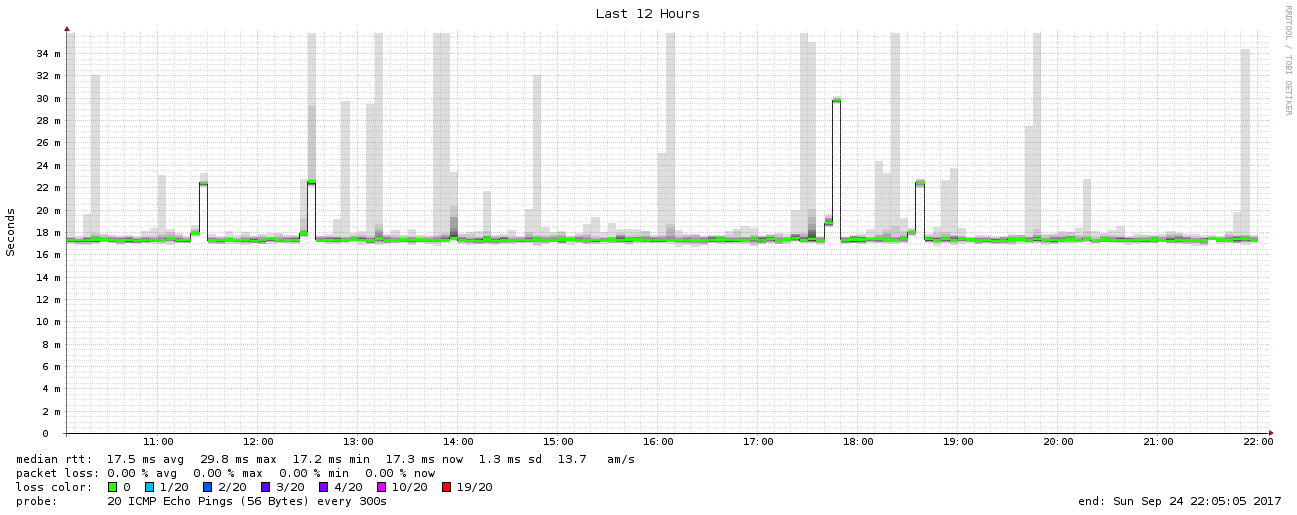 Last 12 Hours
RRDTOOL / TOBI OETIKER
Seconds
34 m
32 m
30 m
28 m
26 m
24 m
22 m
20 m
18 m
16 m
14 m
12 m
10 m
8 m
6 m
4 m
2 m
0
11:00 12:00 13:00 14:00 15:00 16:00 17:00 18:00 19:00 20:00 21:00 22:00
median rtt: 17.5 ms avg 29.8 ms max 17.2 ms min 17.3 ms now 1.3 ms sd 13.7 am/s
packet loss: 0.00 % avg 0.00 % max 0.00 % min 0.00 % now
loss color: 0 1/20 2/20 3/20 4/20 10/20 19/20
probe: 20 ICMP Echo Pings (56 Bytes) every 300s end: Sun Sep 24 22:05:05 2017